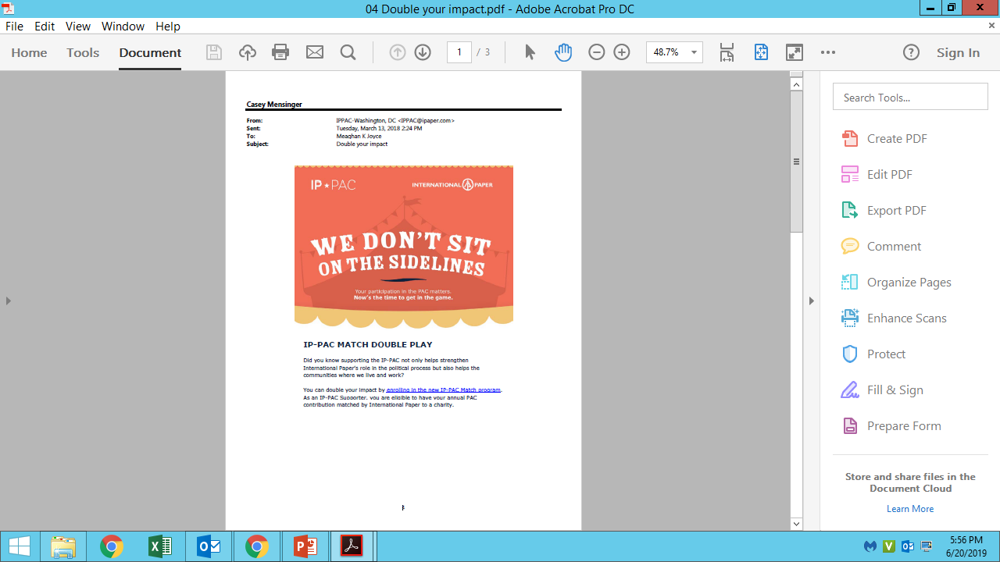 04 Double your impact.pdf - Adobe Acrobat Pro DC
File Edit View Window Help
Home Tools Document 1 / 3 48.7% Sign In
Casey Mensinger
From: IPPAC-Washington, DC <IPPAC@ipaper.com>
Sent: Tuesday, March 13, 2018 2:24 PM
To: Meaghan K Joyce
Subject: Double your impact
IP★PAC INTERNATIONAL PAPER
WE DON'T SIT
ON THE SIDELINES
Your participation in the PAC matters.
Now's the time to get in the game.
IP-PAC MATCH DOUBLE PLAY
Did you know supporting the IP-PAC not only helps strengthen
International Paper's role in the political process but also helps the
communities where we live and work?
You can double your impact by enrolling in the new IP-PAC Match program.
As an IP-PAC Supporter, you are eligible to have your annual PAC
contribution matched by International Paper to a charity.
Search Tools...
Create PDF
Edit PDF
Export PDF
Comment
Organize Pages
Enhance Scans
Protect
Fill & Sign
Prepare Form
Store and share files in the
Document Cloud
Learn More
5:56 PM
6/20/2019